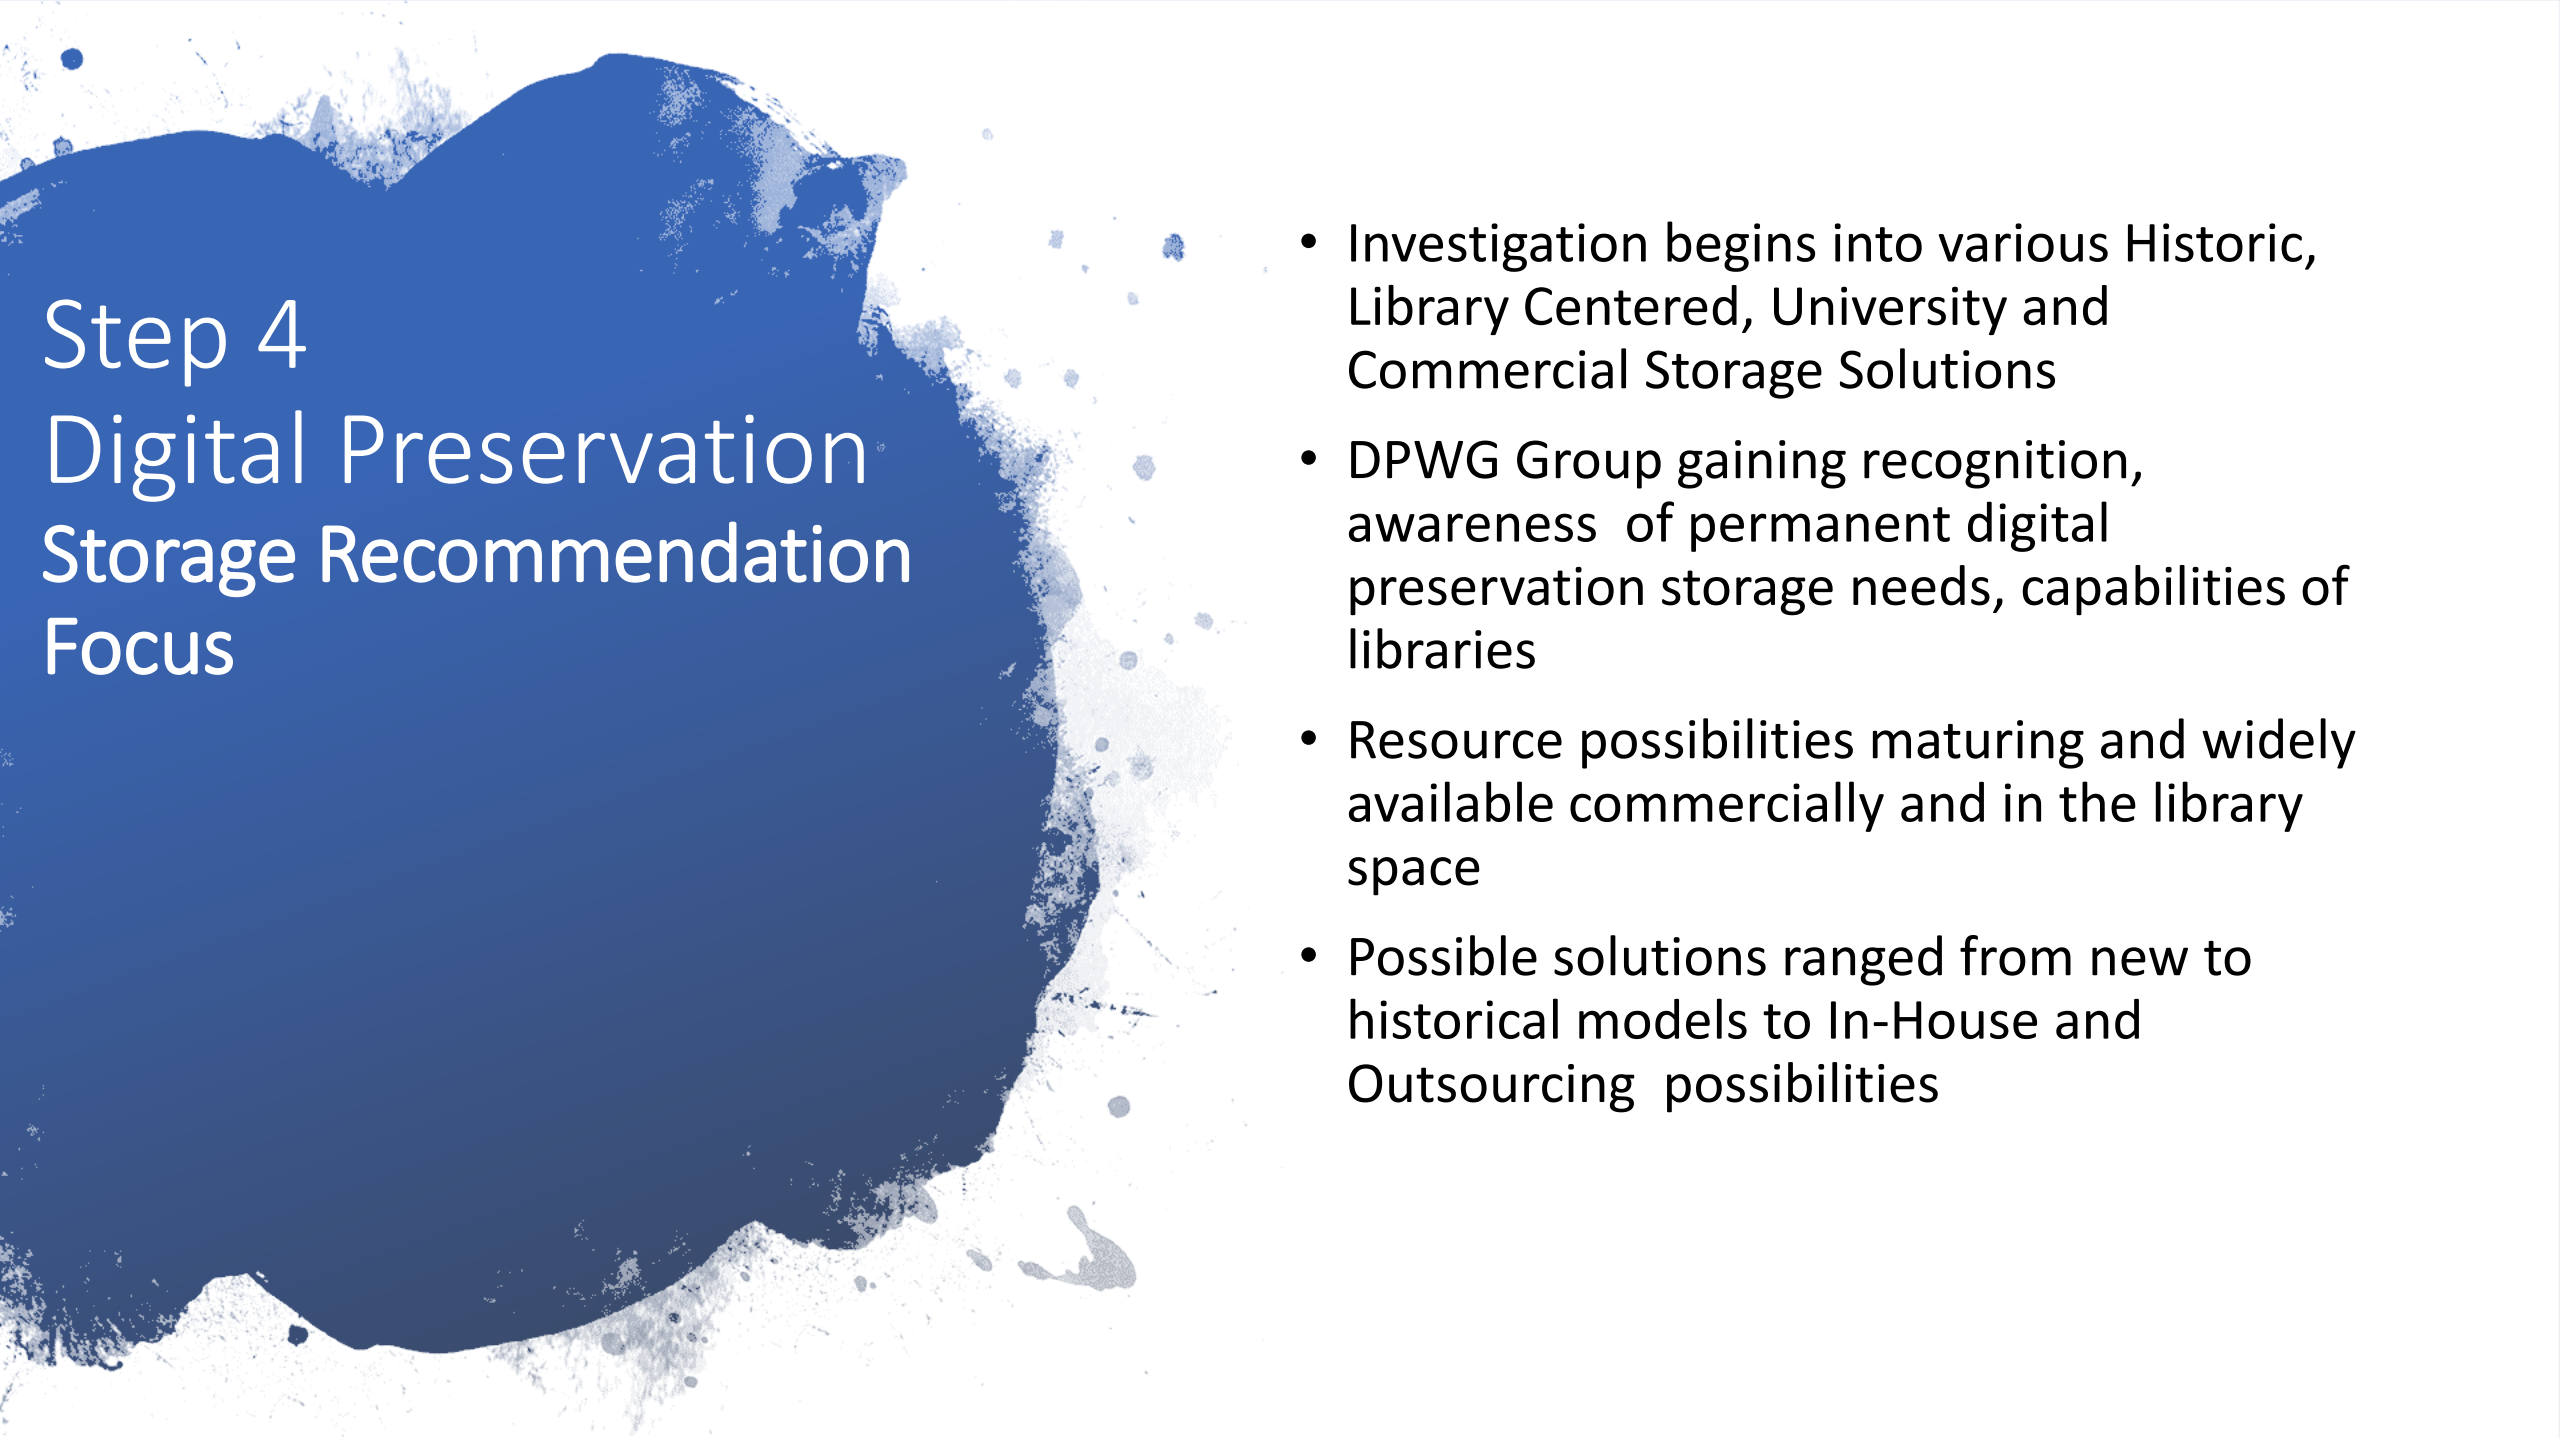 Step 4
Digital Preservation
Storage Recommendation
Focus
• Investigation begins into various Historic,
Library Centered, University and
Commercial Storage Solutions
• DPWG Group gaining recognition,
awareness  of permanent digital
preservation storage needs, capabilities of
libraries
• Resource possibilities maturing and widely
available commercially and in the library
space
• Possible solutions ranged from new to
historical models to In-House and
Outsourcing  possibilities